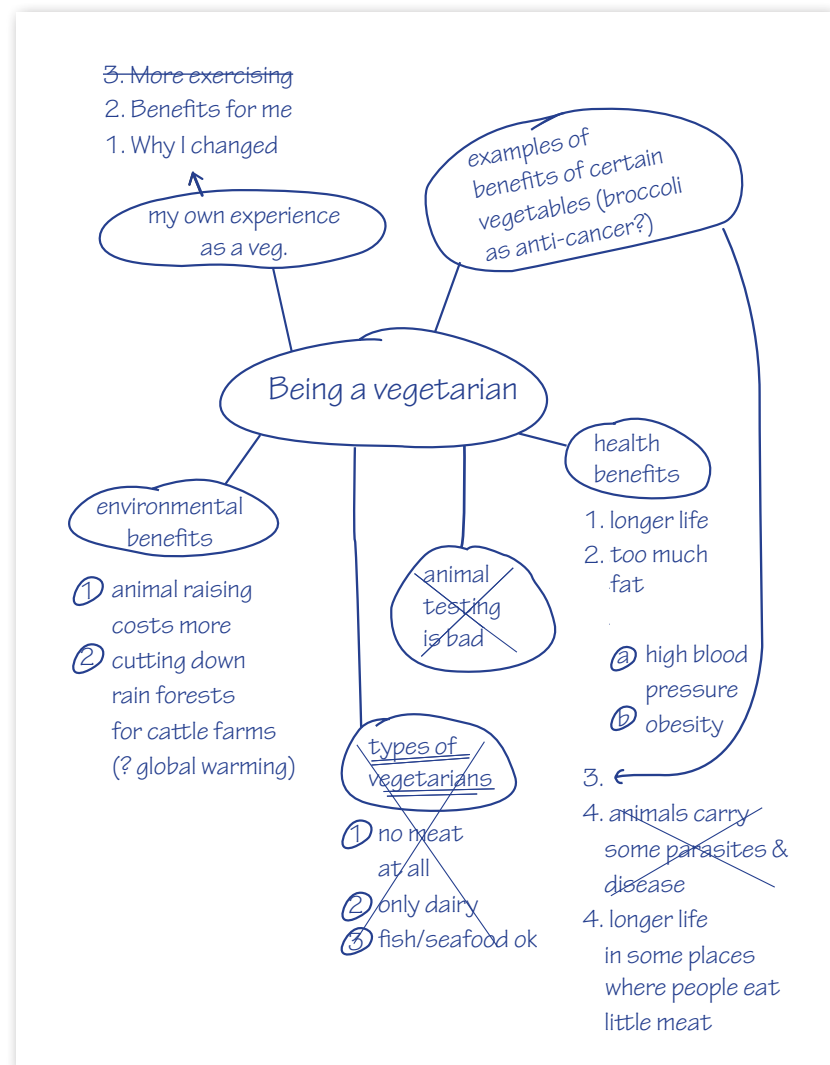 3. More exercising
2. Benefits for me
1. Why I changed
my own experience
as a veg.
examples of
benefits of certain
vegetables (broccoli
as anti-cancer?)
Being a vegetarian
environmental
benefits
1 animal raising
costs more
2 cutting down
rain forests
for cattle farms
(? global warming)
animal
testing
is bad
types of
vegetarians
1 no meat
at all
2 only dairy
3 fish/seafood ok
health
benefits
1. longer life
2. too much
fat
a high blood
pressure
b obesity
3.
4. animals carry
some parasites &
disease
4. longer life
in some places
where people eat
little meat